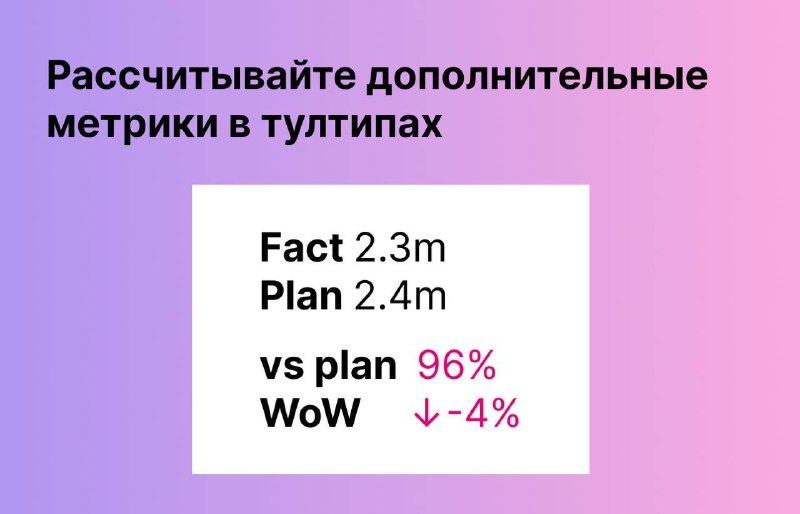 Рассчитывайте дополнительные
метрики в тултипах
Fact 2.3m
Plan 2.4m
vs plan 96%
WoW ↓-4%